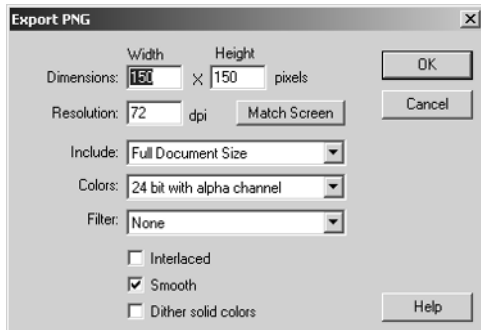 Export PNG
Width Height
Dimensions: 150 X 150 pixels
OK
Resolution: 72 dpi Match Screen
Cancel
Include: Full Document Size
Colors: 24 bit with alpha channel
Filter: None
Interlaced
Smooth
Dither solid colors
Help